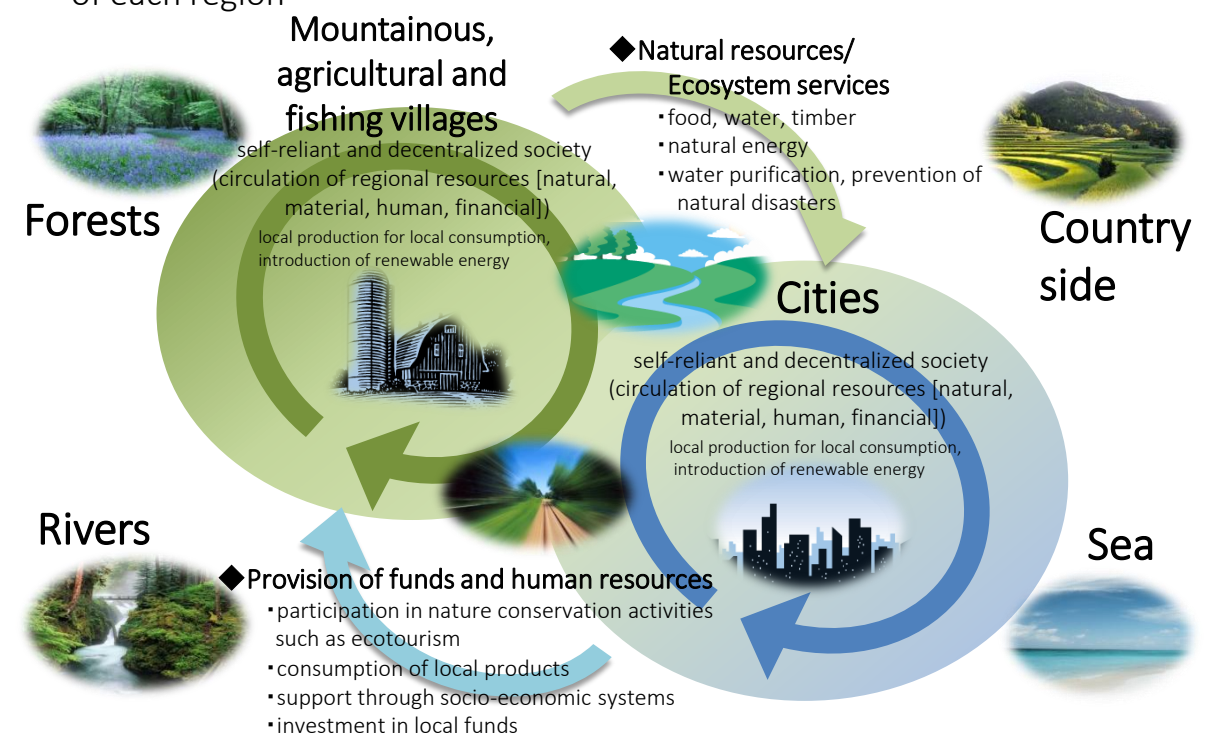 of each region
Mountainous,
agricultural and
fishing villages
self-reliant and decentralized society
(circulation of regional resources [natural,
material, human, financial])
local production for local consumption,
introduction of renewable energy
◆Natural resources/
Ecosystem services
・food, water, timber
・natural energy
・water purification, prevention of
natural disasters
Forests
Country
side
Cities
self-reliant and decentralized society
(circulation of regional resources [natural,
material, human, financial])
local production for local consumption,
introduction of renewable energy
Rivers
Sea
◆Provision of funds and human resources
・participation in nature conservation activities
such as ecotourism
・consumption of local products
・support through socio-economic systems
・investment in local funds